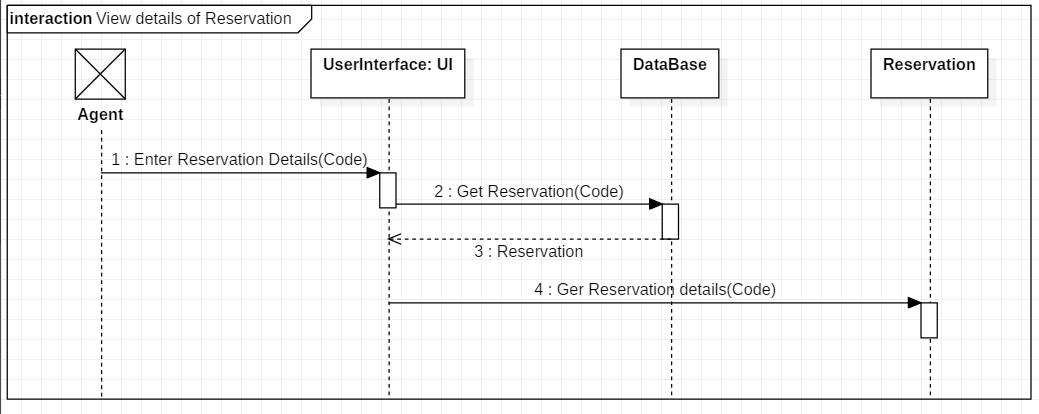 interaction View details of Reservation
UserInterface: UI
DataBase
Reservation
Agent
1 : Enter Reservation Details(Code)
2 : Get Reservation(Code)
3 : Reservation
4 : Ger Reservation details(Code)